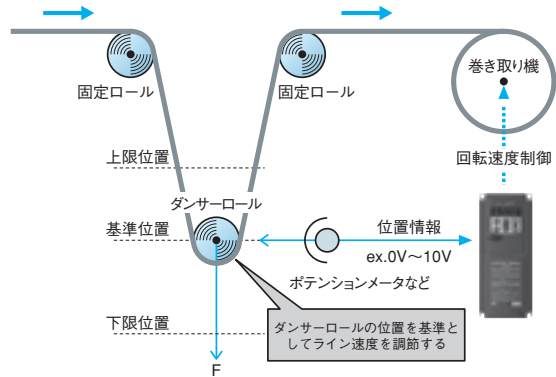 固定ロール
固定ロール
巻き取り機
回転速度制御
上限位置
ダンサーロール
基準位置
位置情報
ex.0V～10V
ポテンションメータなど
下限位置
ダンサーロールの位置を基準と
してライン速度を調節する
F